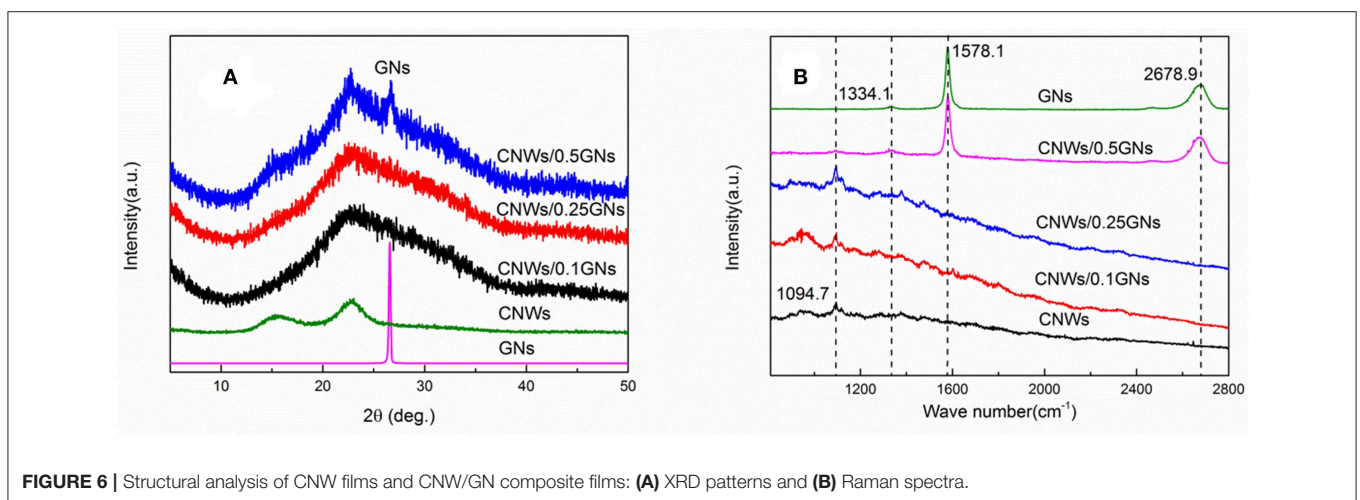 A
GNs
CNWs/0.5GNs
CNWs/0.25GNs
CNWs/0.1GNs
CNWs
GNs
Intensity(a.u.)
10 20 30 40 50
2θ (deg.)
B
1578.1
1334.1
2678.9
GNs
CNWs/0.5GNs
CNWs/0.25GNs
CNWs/0.1GNs
1094.7
CNWs
Intensity(a.u.)
1200 1600 2000 2400 2800
Wave number(cm⁻¹)
FIGURE 6 | Structural analysis of CNW films and CNW/GN composite films: (A) XRD patterns and (B) Raman spectra.